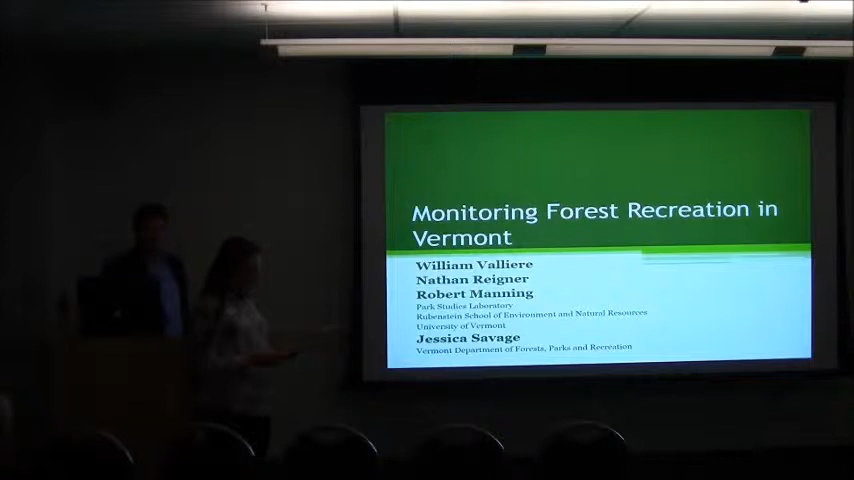 Monitoring Forest Recreation in
Vermont
William Valliere
Nathan Reigner
Robert Manning
Park Studies Laboratory
Rubenstein School of Environment and Natural Resources
University of Vermont
Jessica Savage
Vermont Department of Forests, Parks and Recreation